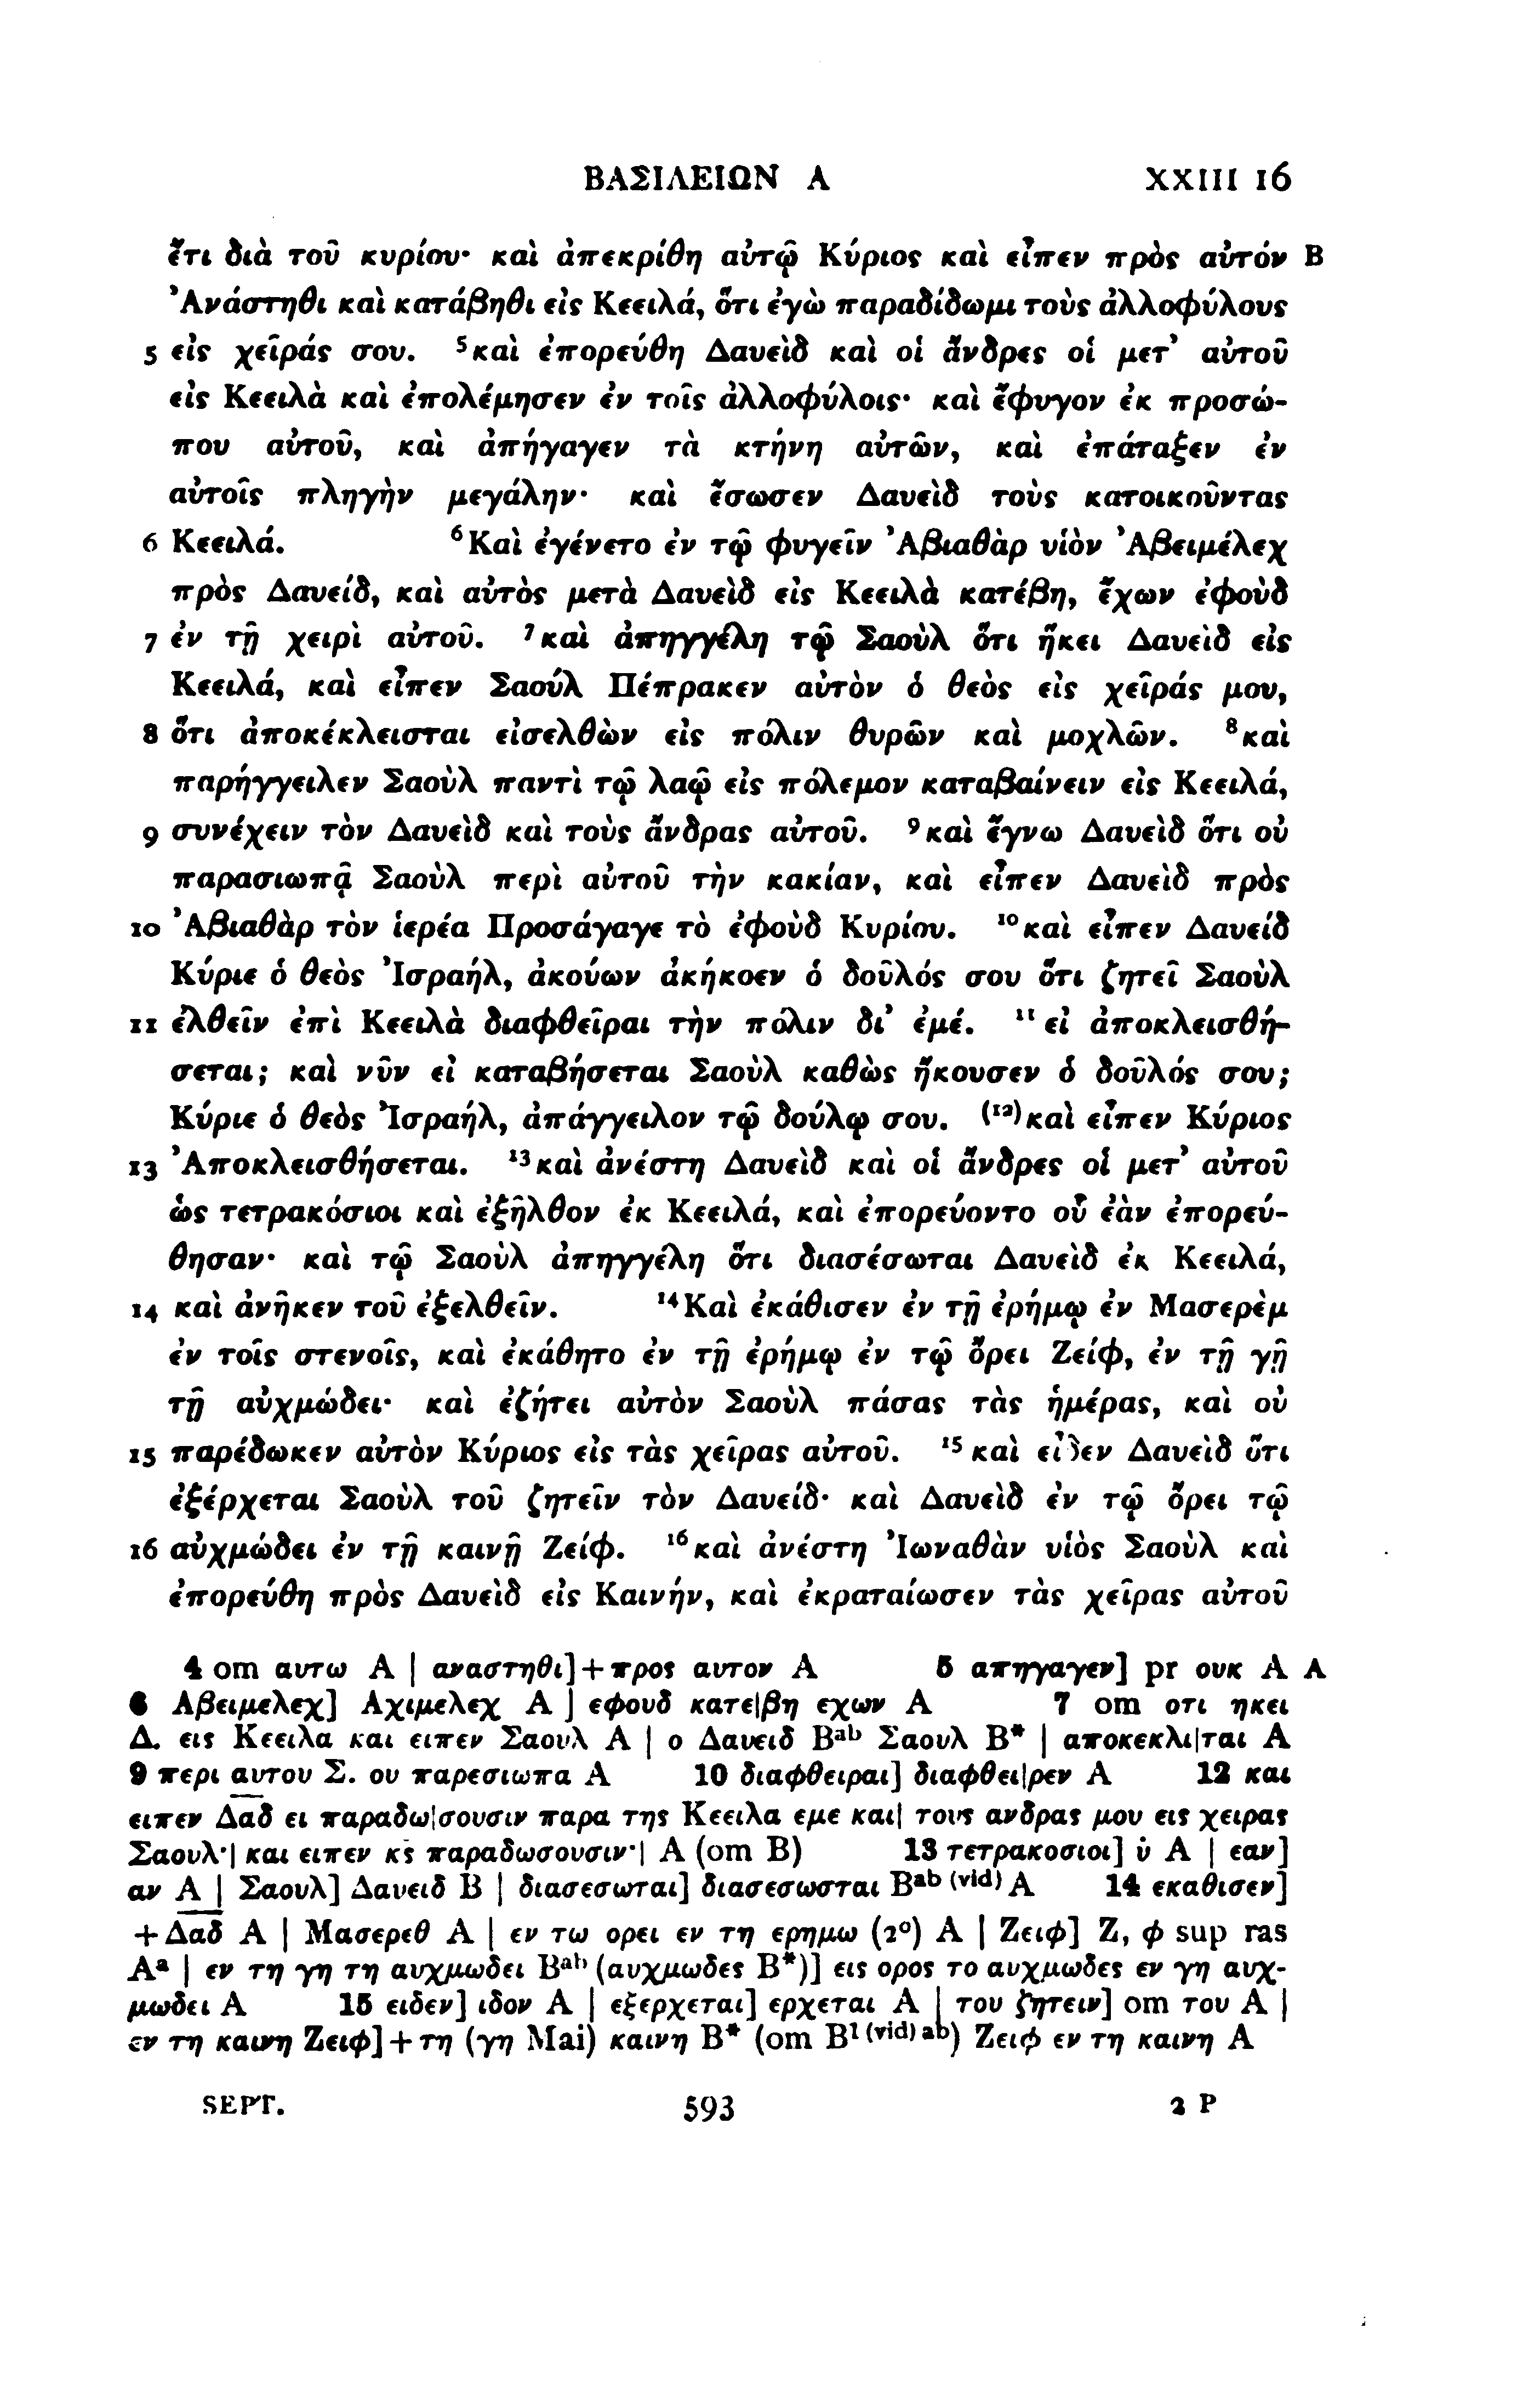 ΒΑΣΙΛΕΙΩΝ Α XXIII 16
ἔτι διὰ τοῦ κυρίου· καὶ ἀπεκρίθη αὐτῷ Κύριος καὶ εἶπεν πρὸς αὐτόν B
Ἀνάστηθι καὶ κατάβηθι εἰς Κεειλά, ὅτι ἐγὼ παραδίδωμι τοὺς ἀλλοφύλους
5 εἰς χεῖράς σου. ⁵καὶ ἐπορεύθη Δαυεὶδ καὶ οἱ ἄνδρες οἱ μετ’ αὐτοῦ
εἰς Κεειλὰ καὶ ἐπολέμησεν ἐν τοῖς ἀλλοφύλοις· καὶ ἔφυγον ἐκ προσώ-
που αὐτοῦ, καὶ ἀπήγαγεν τὰ κτήνη αὐτῶν, καὶ ἐπάταξεν ἐν
αὐτοῖς πληγὴν μεγάλην· καὶ ἔσωσεν Δαυεὶδ τοὺς κατοικοῦντας
6 Κεειλά. ⁶Καὶ ἐγένετο ἐν τῷ φυγεῖν Ἀβιαθὰρ υἱὸν Ἀβειμέλεχ
πρὸς Δαυείδ, καὶ αὐτὸς μετὰ Δαυεὶδ εἰς Κεειλὰ κατέβη, ἔχων ἐφοὺδ
7 ἐν τῇ χειρὶ αὐτοῦ. ⁷καὶ ἀπηγγέλη τῷ Σαοὺλ ὅτι ἥκει Δαυεὶδ εἰς
Κεειλά, καὶ εἶπεν Σαούλ Πέπρακεν αὐτὸν ὁ θεὸς εἰς χεῖράς μου,
8 ὅτι ἀποκέκλεισται εἰσελθὼν εἰς πόλιν θυρῶν καὶ μοχλῶν. ⁸καὶ
παρήγγειλεν Σαοὺλ παντὶ τῷ λαῷ εἰς πόλεμον καταβαίνειν εἰς Κεειλά,
9 συνέχειν τὸν Δαυεὶδ καὶ τοὺς ἄνδρας αὐτοῦ. ⁹καὶ ἔγνω Δαυεὶδ ὅτι οὐ
παρασιωπᾷ Σαοὺλ περὶ αὐτοῦ τὴν κακίαν, καὶ εἶπεν Δαυεὶδ πρὸς
10 Ἀβιαθὰρ τὸν ἱερέα Προσάγαγε τὸ ἐφοὺδ Κυρίου. ¹⁰καὶ εἶπεν Δαυείδ
Κύριε ὁ θεὸς Ἰσραήλ, ἀκούων ἀκήκοεν ὁ δοῦλός σου ὅτι ζητεῖ Σαοὺλ
11 ἐλθεῖν ἐπὶ Κεειλὰ διαφθεῖραι τὴν πόλιν δι’ ἐμέ. ¹¹εἰ ἀποκλεισθή-
σεται; καὶ νῦν εἰ καταβήσεται Σαοὺλ καθὼς ἤκουσεν ὁ δοῦλός σου;
Κύριε ὁ θεὸς Ἰσραήλ, ἀπάγγειλον τῷ δούλῳ σου. ⁽¹²⁾καὶ εἶπεν Κύριος
13 Ἀποκλεισθήσεται. ¹³καὶ ἀνέστη Δαυεὶδ καὶ οἱ ἄνδρες οἱ μετ’ αὐτοῦ
ὡς τετρακόσιοι καὶ ἐξῆλθον ἐκ Κεειλά, καὶ ἐπορεύοντο οὗ ἐὰν ἐπορεύ-
θησαν· καὶ τῷ Σαοὺλ ἀπηγγέλη ὅτι διασέσωται Δαυεὶδ ἐκ Κεειλά,
14 καὶ ἀνῆκεν τοῦ ἐξελθεῖν. ¹⁴Καὶ ἐκάθισεν ἐν τῇ ἐρήμῳ ἐν Μασερὲμ
ἐν τοῖς στενοῖς, καὶ ἐκάθητο ἐν τῇ ἐρήμῳ ἐν τῷ ὄρει Ζείφ, ἐν τῇ γῇ
τῇ αὐχμώδει· καὶ ἐζήτει αὐτὸν Σαοὺλ πάσας τὰς ἡμέρας, καὶ οὐ
15 παρέδωκεν αὐτὸν Κύριος εἰς τὰς χεῖρας αὐτοῦ. ¹⁵καὶ εἶδεν Δαυεὶδ ὅτι
ἐξέρχεται Σαοὺλ τοῦ ζητεῖν τὸν Δαυείδ· καὶ Δαυεὶδ ἐν τῷ ὄρει τῷ
16 αὐχμώδει ἐν τῇ καινῇ Ζείφ. ¹⁶καὶ ἀνέστη Ἰωναθὰν υἱὸς Σαοὺλ καὶ
ἐπορεύθη πρὸς Δαυεὶδ εἰς Καινήν, καὶ ἐκραταίωσεν τὰς χεῖρας αὐτοῦ
4 om αυτω A | αναστηθι]+προς αυτον A 5 απηγαγεν] pr ουκ A A
6 Αβειμελεχ] Αχιμελεχ A | εφουδ κατε|βη εχων A 7 om οτι ηκει
Δ. εις Κεειλα και ειπεν Σαουλ A | ο Δαυειδ Bᵃᵇ Σαουλ B* | αποκεκλι|ται A
9 περι αυτου Σ. ου παρεσιωπα A 10 διαφθειραι] διαφθει|ρεν A 12 και
ειπεν Δα̅δ̅ ει παραδω|σουσιν παρα της Κεειλα εμε και| τους ανδρας μου εις χειρας
Σαουλ·| και ειπεν κ̅ς̅ παραδωσουσιν·| A (om B) 13 τετρακοσιοι] ύ A | εαν]
αν A | Σαουλ] Δαυειδ B | διασεσωται] διασεσωσται Bᵃᵇ ⁽ᵛⁱᵈ⁾ A 14 εκαθισεν]
+Δα̅δ̅ A | Μασερεθ A | εν τω ορει εν τη ερημω (2°) A | Ζειφ] Ζ, φ sup ras
Aᵃ | εν τη γη τη αυχμωδει Bᵃᵇ (αυχμωδες B*)] εις ορος το αυχμωδες εν γη αυχ-
μωδει A 15 ειδεν] ιδον A | εξερχεται] ερχεται A | του ζητειν] om του A |
εν τη καινη Ζειφ]+τη (γη Mai) καινη B* (om B¹⁽ᵛⁱᵈ⁾ᵃᵇ) Ζειφ εν τη καινη A
SEPT. 593 2 P